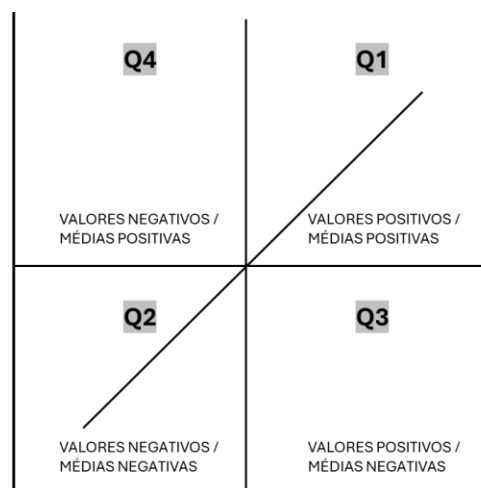 Q4
Q1
VALORES NEGATIVOS /
MÉDIAS POSITIVAS
VALORES POSITIVOS /
MÉDIAS POSITIVAS
Q2
Q3
VALORES NEGATIVOS /
MÉDIAS NEGATIVAS
VALORES POSITIVOS /
MÉDIAS NEGATIVAS